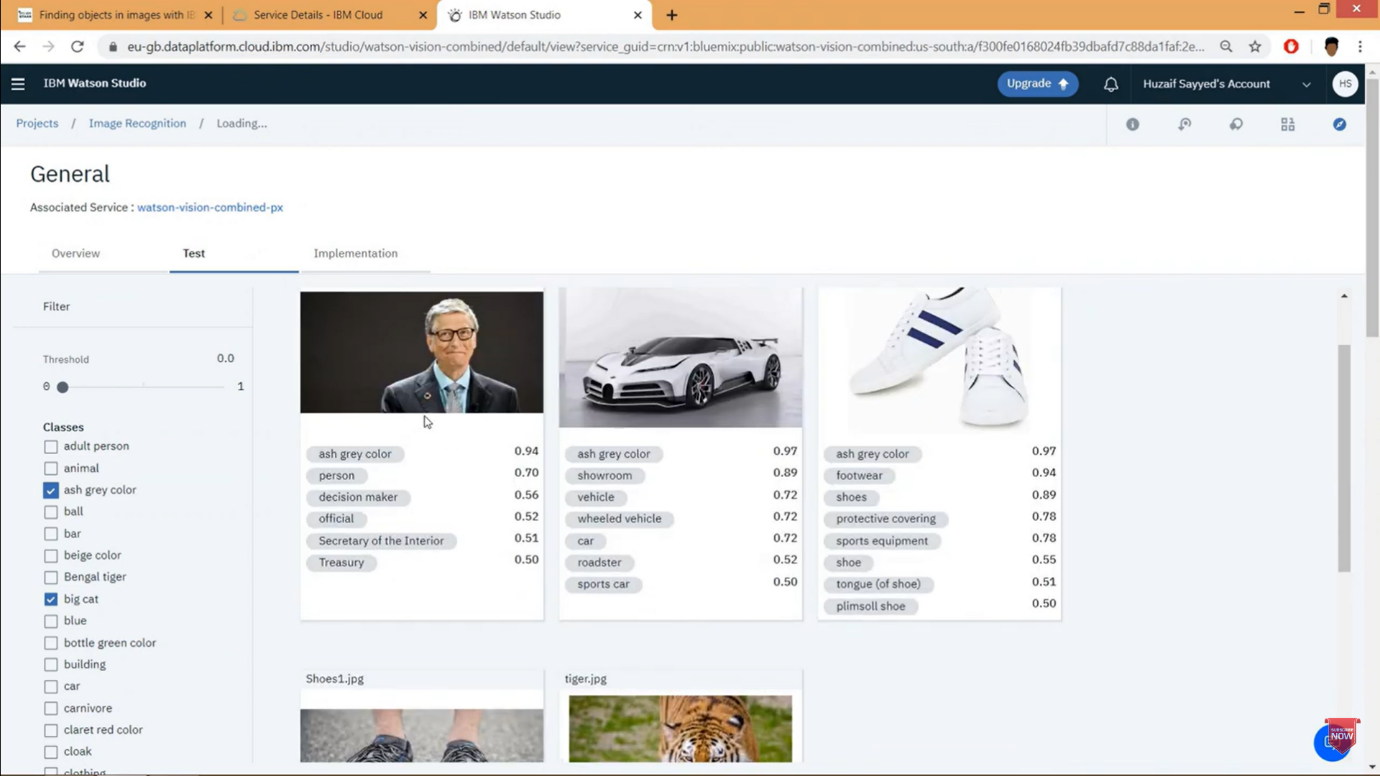 Finding objects in images with IB
Service Details - IBM Cloud
IBM Watson Studio
eu-gb.dataplatform.cloud.ibm.com/studio/watson-vision-combined/default/view?service_guid=crn:v1:bluemix:public:watson-vision-combined:us-south:a/f300fe0168024fb39dbafd7c88da1faf:2e...
IBM Watson Studio
Upgrade
Huzaif Sayyed's Account
HS
Projects / Image Recognition / Loading...
General
Associated Service : watson-vision-combined-px
Overview
Test
Implementation
Filter
Threshold 0.0
0 1
Classes
adult person
animal
ash grey color
ball
bar
beige color
Bengal tiger
big cat
blue
bottle green color
building
car
carnivore
claret red color
cloak
clothing
ash grey color 0.94
person 0.70
decision maker 0.56
official 0.52
Secretary of the Interior 0.51
Treasury 0.50
ash grey color 0.97
showroom 0.89
vehicle 0.72
wheeled vehicle 0.72
car 0.72
roadster 0.52
sports car 0.50
ash grey color 0.97
footwear 0.94
shoes 0.89
protective covering 0.78
sports equipment 0.78
shoe 0.55
tongue (of shoe) 0.51
plimsoll shoe 0.50
Shoes1.jpg
tiger.jpg
SUBSCRIBE
NOW